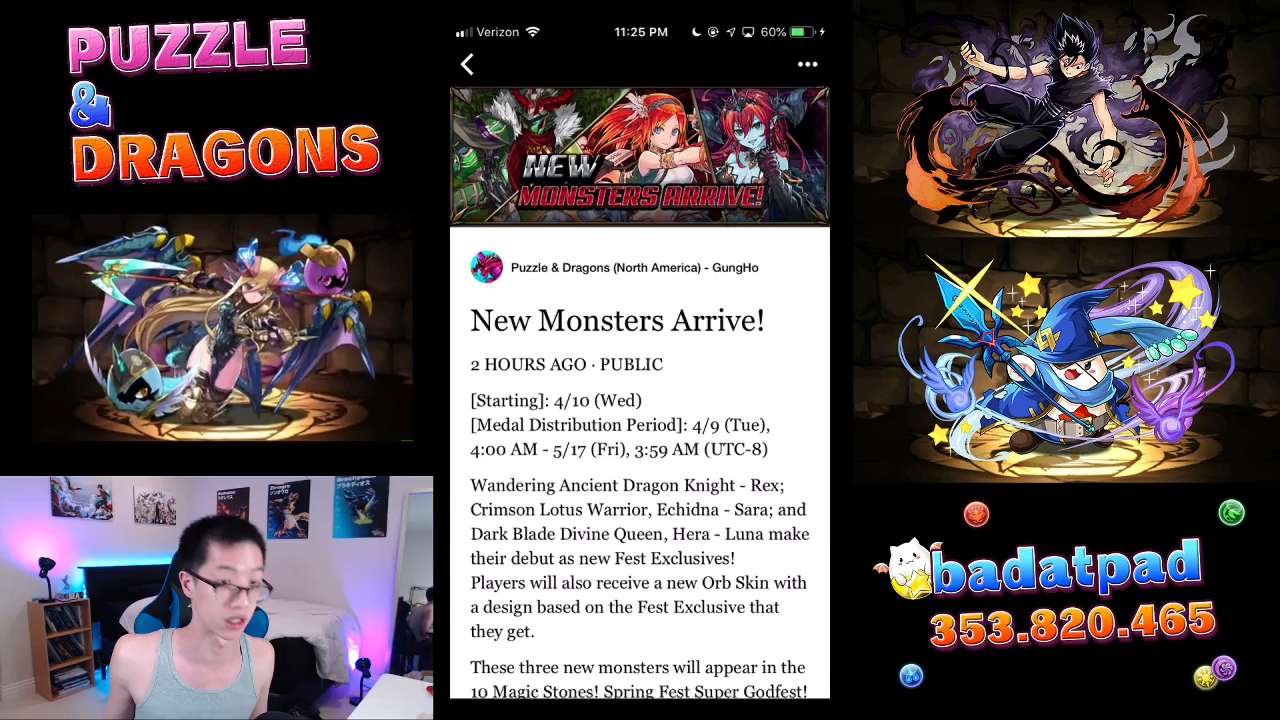 PUZZLE
&
DRAGONS
Verizon
11:25 PM
60%
NEW
MONSTERS ARRIVE!
Puzzle & Dragons (North America) - GungHo
New Monsters Arrive!
2 HOURS AGO · PUBLIC
[Starting]: 4/10 (Wed)
[Medal Distribution Period]: 4/9 (Tue),
4:00 AM - 5/17 (Fri), 3:59 AM (UTC-8)
Wandering Ancient Dragon Knight - Rex;
Crimson Lotus Warrior, Echidna - Sara; and
Dark Blade Divine Queen, Hera - Luna make
their debut as new Fest Exclusives!
Players will also receive a new Orb Skin with
a design based on the Fest Exclusive that
they get.
These three new monsters will appear in the
10 Magic Stones! Spring Fest Super Godfest!
badatpad
353.820.465